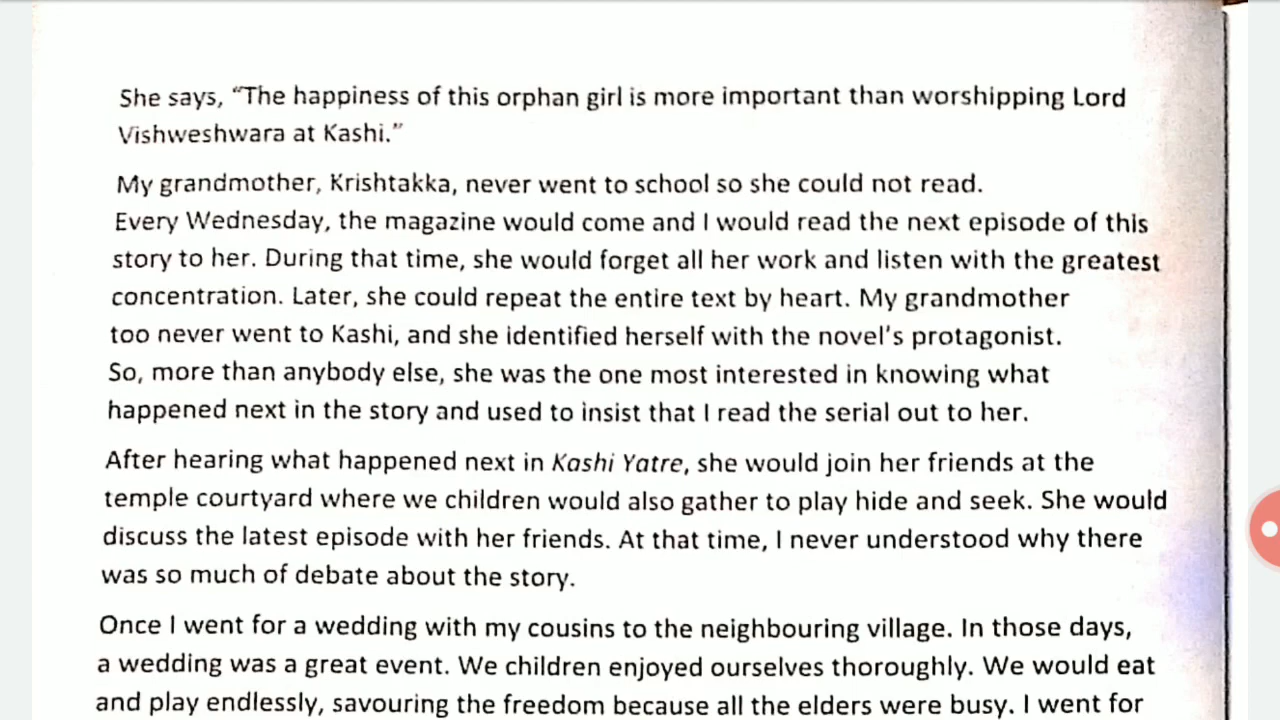 She says, “The happiness of this orphan girl is more important than worshipping Lord
Vishweshwara at Kashi.”
My grandmother, Krishtakka, never went to school so she could not read.
Every Wednesday, the magazine would come and I would read the next episode of this
story to her. During that time, she would forget all her work and listen with the greatest
concentration. Later, she could repeat the entire text by heart. My grandmother
too never went to Kashi, and she identified herself with the novel's protagonist.
So, more than anybody else, she was the one most interested in knowing what
happened next in the story and used to insist that I read the serial out to her.
After hearing what happened next in Kashi Yatre, she would join her friends at the
temple courtyard where we children would also gather to play hide and seek. She would
discuss the latest episode with her friends. At that time, I never understood why there
was so much of debate about the story.
Once I went for a wedding with my cousins to the neighbouring village. In those days,
a wedding was a great event. We children enjoyed ourselves thoroughly. We would eat
and play endlessly, savouring the freedom because all the elders were busy. I went for